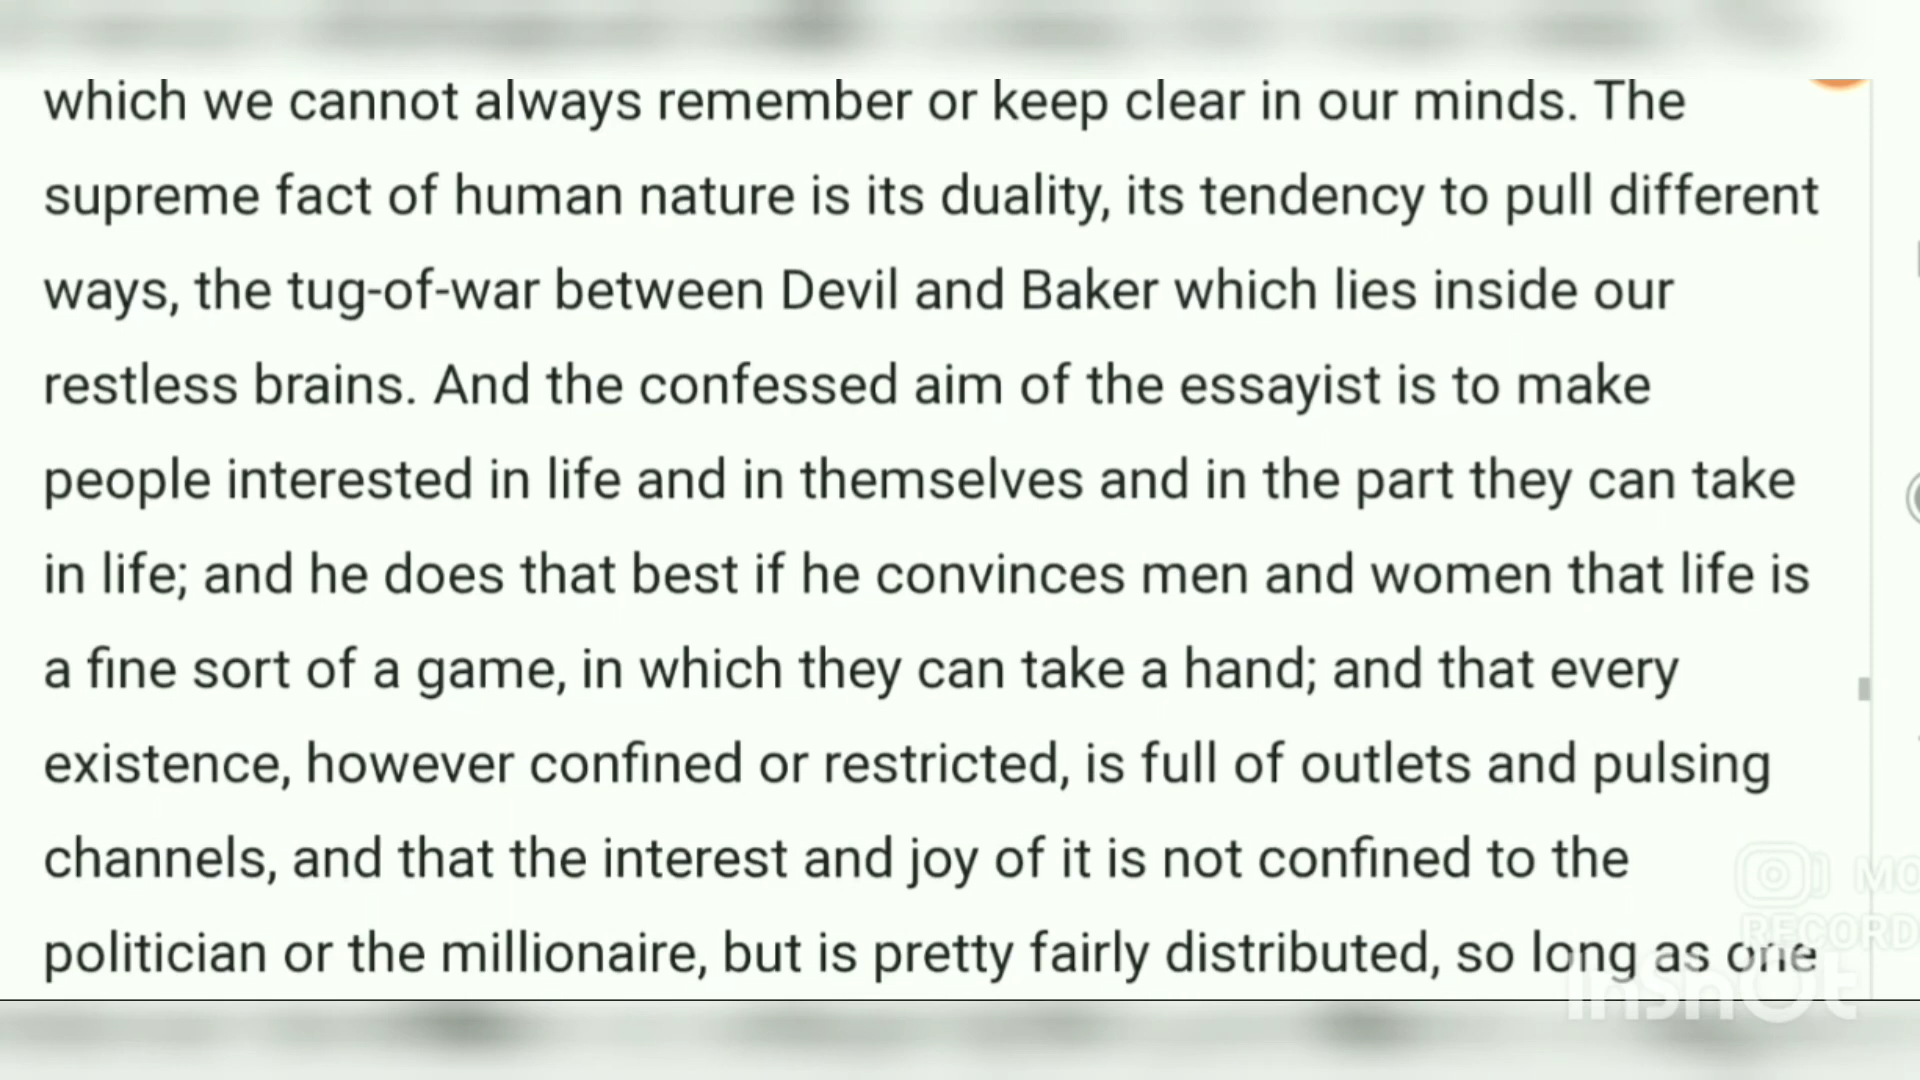 which we cannot always remember or keep clear in our minds. The
supreme fact of human nature is its duality, its tendency to pull different
ways, the tug-of-war between Devil and Baker which lies inside our
restless brains. And the confessed aim of the essayist is to make
people interested in life and in themselves and in the part they can take
in life; and he does that best if he convinces men and women that life is
a fine sort of a game, in which they can take a hand; and that every
existence, however confined or restricted, is full of outlets and pulsing
channels, and that the interest and joy of it is not confined to the
politician or the millionaire, but is pretty fairly distributed, so long as one
MO
RECORD
InShOt